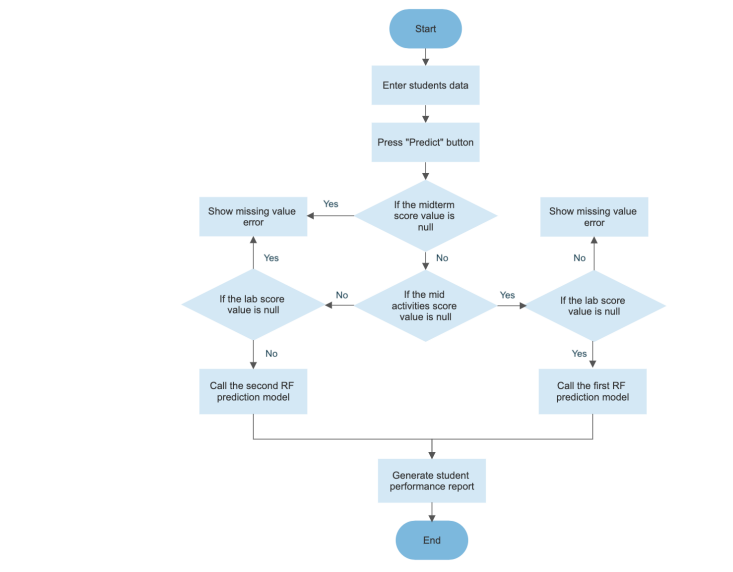 Start
Enter students data
Press "Predict" button
If the midterm
score value is
null
Yes
Show missing value
error
Show missing value
error
No
Yes
No
If the lab score
value is null
No
If the mid
activities score
value is null
Yes
If the lab score
value is null
No
Yes
Call the second RF
prediction model
Call the first RF
prediction model
Generate student
performance report
End